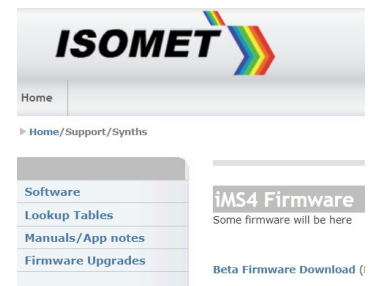 ISOMET
Home
Home/Support/Synths
Software
Lookup Tables
Manuals/App notes
Firmware Upgrades
iMS4 Firmware
Some firmware will be here
Beta Firmware Download (